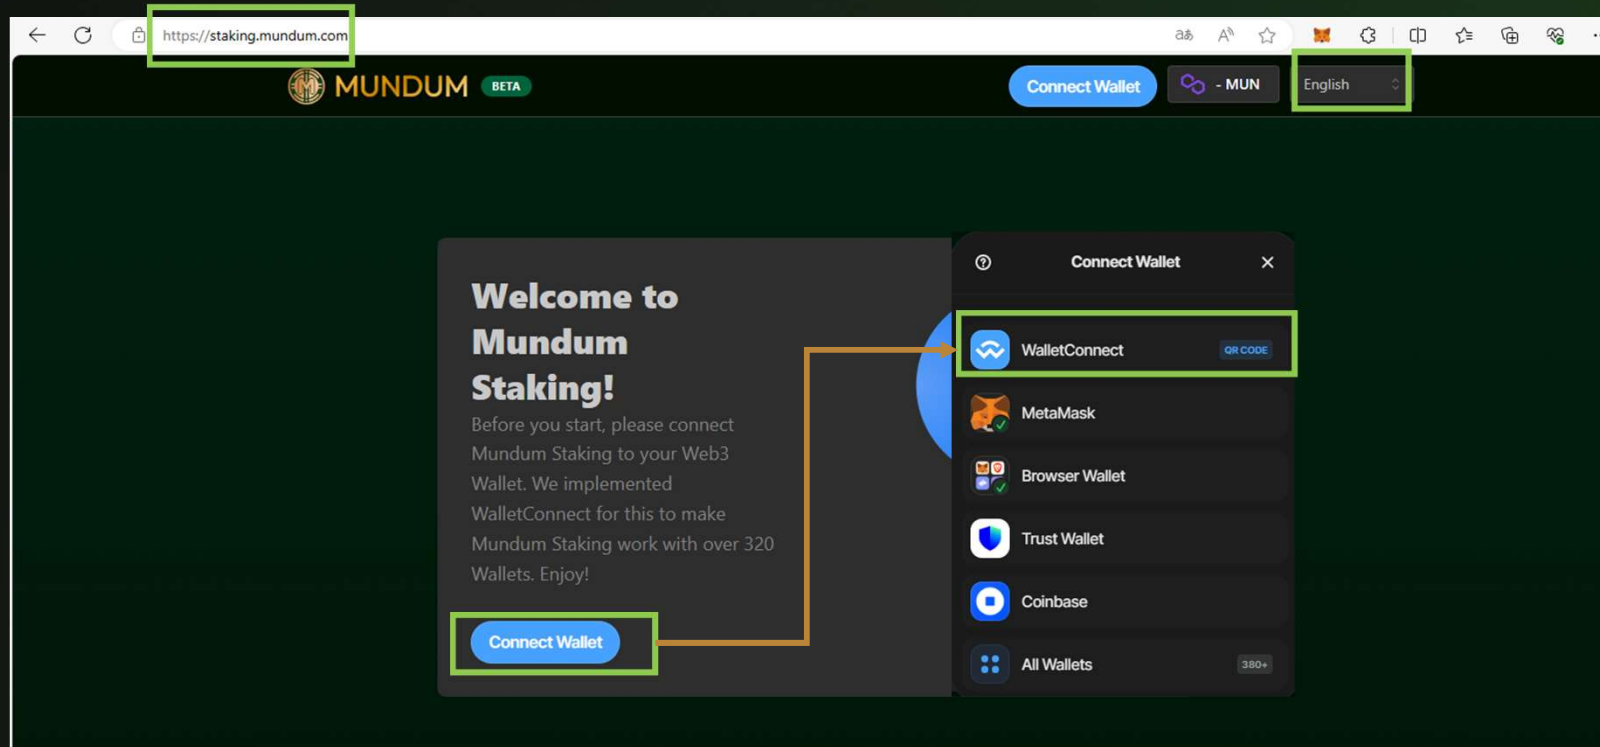 https://staking.mundum.com
aあ A
MUNDUM BETA
Connect Wallet
- MUN
English
Welcome to
Mundum
Staking!
Before you start, please connect
Mundum Staking to your Web3
Wallet. We implemented
WalletConnect for this to make
Mundum Staking work with over 320
Wallets. Enjoy!
Connect Wallet
Connect Wallet
WalletConnect QR CODE
MetaMask
Browser Wallet
Trust Wallet
Coinbase
All Wallets 380+